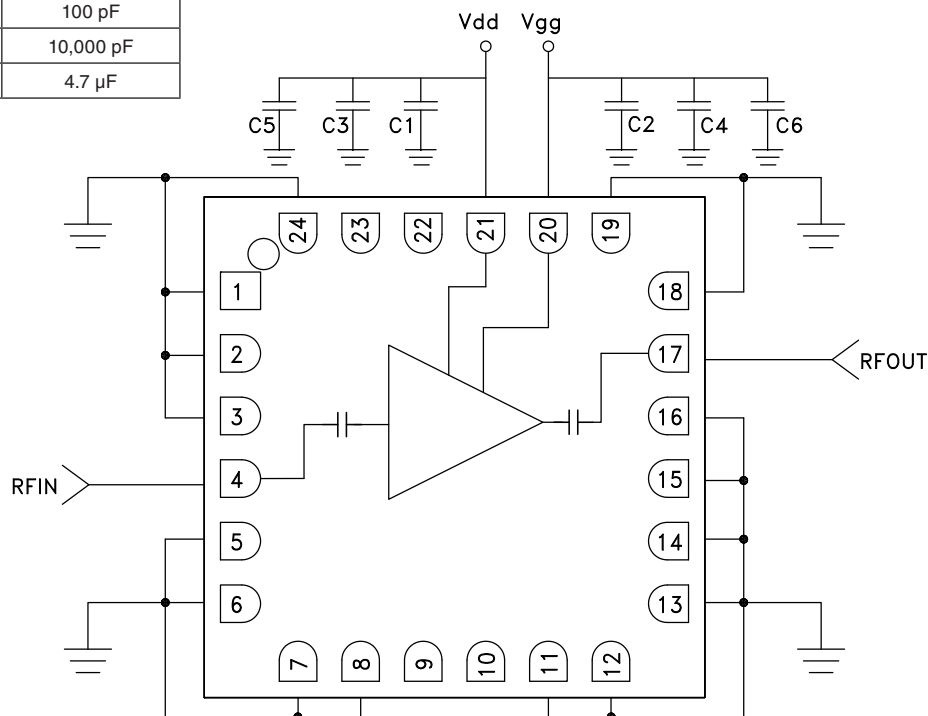 100 pF
10,000 pF
4.7 µF
Vdd Vgg
C5 C3 C1 C2 C4 C6
24 23 22 21 20 19
1 18
2 17
RFOUT
3 16
4 15
RFIN
5 14
6 13
7 8 9 10 11 12